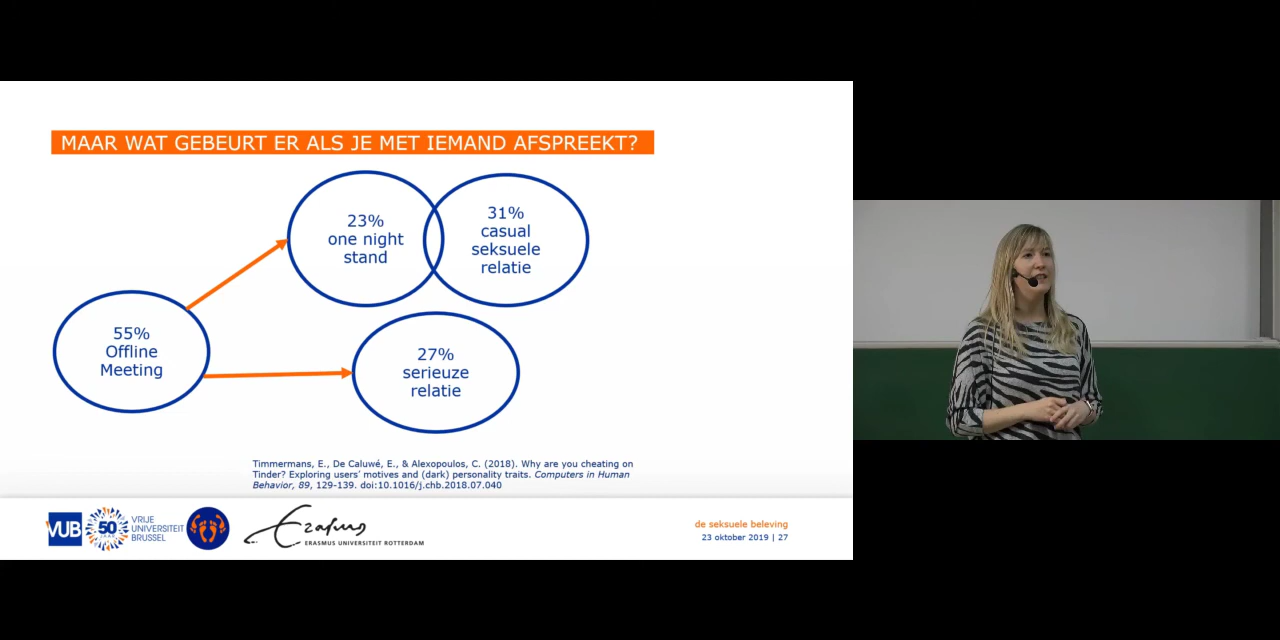 MAAR WAT GEBEURT ER ALS JE MET IEMAND AFSPREEKT?
23%
one night
stand
31%
casual
seksuele
relatie
55%
Offline
Meeting
27%
serieuze
relatie
Timmermans, E., De Caluwé, E., & Alexopoulos, C. (2018). Why are you cheating on
Tinder? Exploring users' motives and (dark) personality traits. Computers in Human
Behavior, 89, 129-139. doi:10.1016/j.chb.2018.07.040
VUB
50
JAAR
VRIJE
UNIVERSITEIT
BRUSSEL
Erasmus
ERASMUS UNIVERSITEIT ROTTERDAM
de seksuele beleving
23 oktober 2019 | 27